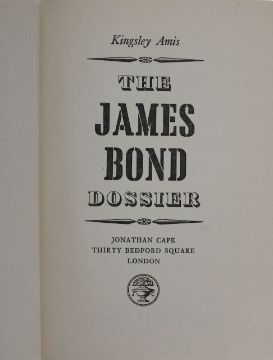 Kingsley Amis
THE
JAMES
BOND
DOSSIER
JONATHAN CAPE
THIRTY BEDFORD SQUARE
LONDON